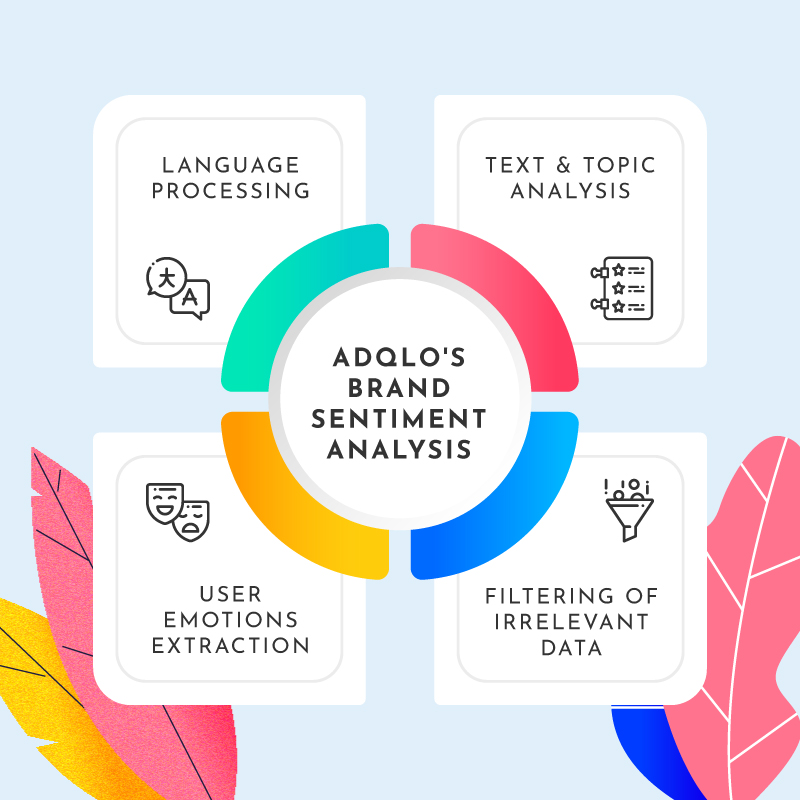 LANGUAGE
PROCESSING
TEXT & TOPIC
ANALYSIS
大
A
ADQLO'S
BRAND
SENTIMENT
ANALYSIS
USER
EMOTIONS
EXTRACTION
FILTERING OF
IRRELEVANT
DATA